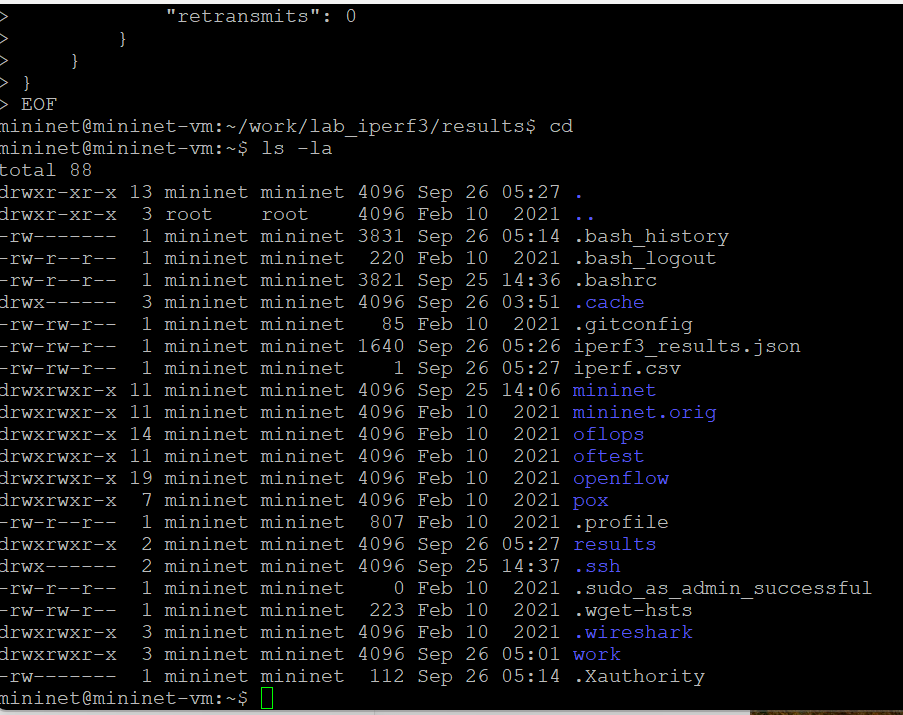 >              "retransmits": 0
>          }
>      }
> }
> EOF
mininet@mininet-vm:~/work/lab_iperf3/results$ cd
mininet@mininet-vm:~$ ls -la
total 88
drwxr-xr-x 13 mininet mininet 4096 Sep 26 05:27 .
drwxr-xr-x  3 root    root    4096 Feb 10  2021 ..
-rw-------  1 mininet mininet 3831 Sep 26 05:14 .bash_history
-rw-r--r--  1 mininet mininet  220 Feb 10  2021 .bash_logout
-rw-r--r--  1 mininet mininet 3821 Sep 25 14:36 .bashrc
drwx------  3 mininet mininet 4096 Sep 26 03:51 .cache
-rw-rw-r--  1 mininet mininet   85 Feb 10  2021 .gitconfig
-rw-rw-r--  1 mininet mininet 1640 Sep 26 05:26 iperf3_results.json
-rw-rw-r--  1 mininet mininet    1 Sep 26 05:27 iperf.csv
drwxrwxr-x 11 mininet mininet 4096 Sep 25 14:06 mininet
drwxrwxr-x 11 mininet mininet 4096 Feb 10  2021 mininet.orig
drwxrwxr-x 14 mininet mininet 4096 Feb 10  2021 oflops
drwxrwxr-x 11 mininet mininet 4096 Feb 10  2021 oftest
drwxrwxr-x 19 mininet mininet 4096 Feb 10  2021 openflow
drwxrwxr-x  7 mininet mininet 4096 Feb 10  2021 pox
-rw-r--r--  1 mininet mininet  807 Feb 10  2021 .profile
drwxrwxr-x  2 mininet mininet 4096 Sep 26 05:27 results
drwx------  2 mininet mininet 4096 Sep 25 14:37 .ssh
-rw-r--r--  1 mininet mininet    0 Feb 10  2021 .sudo_as_admin_successful
-rw-rw-r--  1 mininet mininet  223 Feb 10  2021 .wget-hsts
drwxrwxr-x  3 mininet mininet 4096 Feb 10  2021 .wireshark
drwxrwxr-x  3 mininet mininet 4096 Sep 26 05:01 work
-rw-------  1 mininet mininet  112 Sep 26 05:14 .Xauthority
mininet@mininet-vm:~$